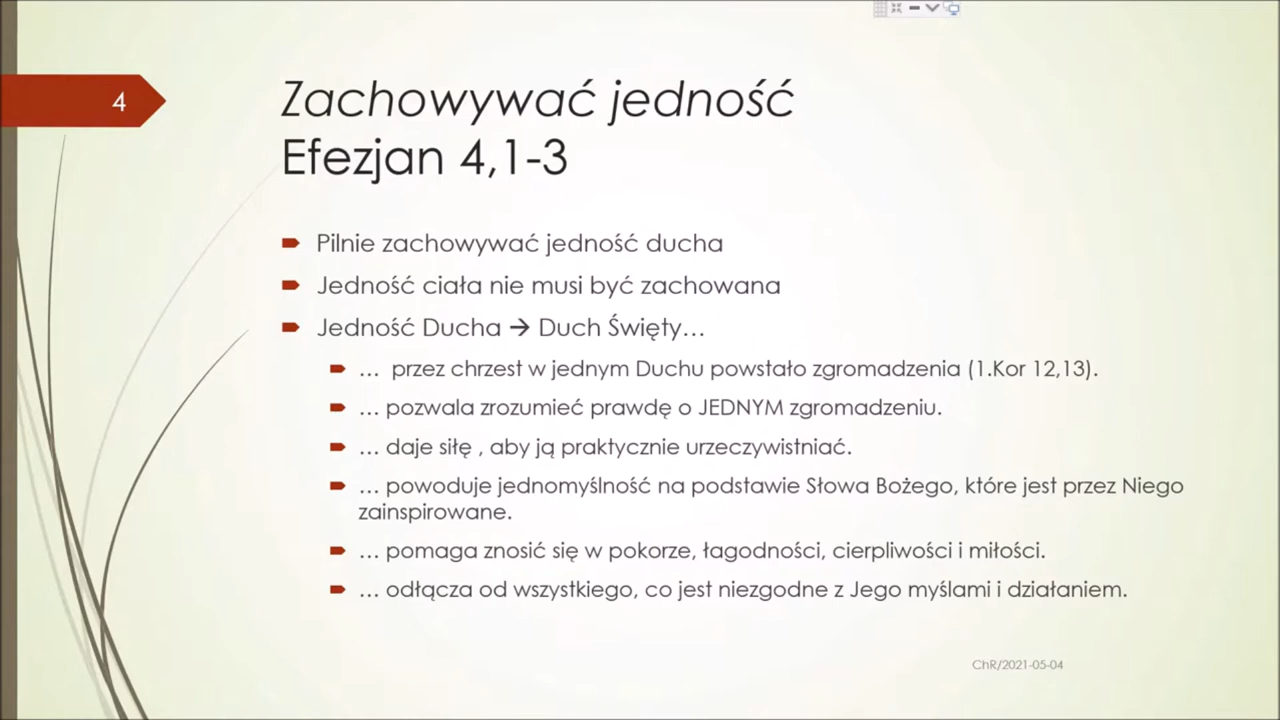 4
Zachowywać jedność
Efezjan 4,1-3
Pilnie zachowywać jedność ducha
Jedność ciała nie musi być zachowana
Jedność Ducha → Duch Święty…
… przez chrzest w jednym Duchu powstało zgromadzenia (1.Kor 12,13).
… pozwala zrozumieć prawdę o JEDNYM zgromadzeniu.
… daje siłę , aby ją praktycznie urzeczywistniać.
… powoduje jednomyślność na podstawie Słowa Bożego, które jest przez Niego
zainspirowane.
… pomaga znosić się w pokorze, łagodności, cierpliwości i miłości.
… odłącza od wszystkiego, co jest niezgodne z Jego myślami i działaniem.
ChR/2021-05-04